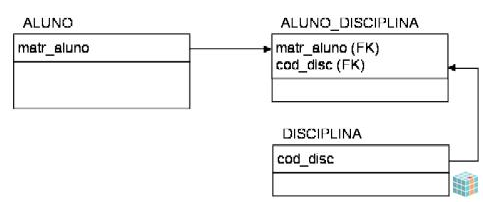 ALUNO
matr_aluno
ALUNO_DISCIPLINA
matr_aluno (FK)
cod_disc (FK)
DISCIPLINA
cod_disc